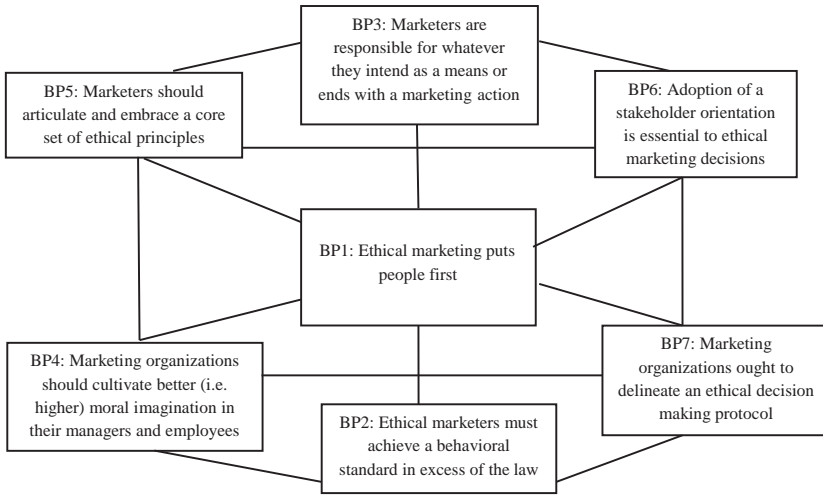 BP3: Marketers are
responsible for whatever
they intend as a means or
ends with a marketing action
BP5: Marketers should
articulate and embrace a core
set of ethical principles
BP6: Adoption of a
stakeholder orientation
is essential to ethical
marketing decisions
BP1: Ethical marketing puts
people first
BP4: Marketing organizations
should cultivate better (i.e.
higher) moral imagination in
their managers and employees
BP7: Marketing
organizations ought to
delineate an ethical decision
making protocol
BP2: Ethical marketers must
achieve a behavioral
standard in excess of the law